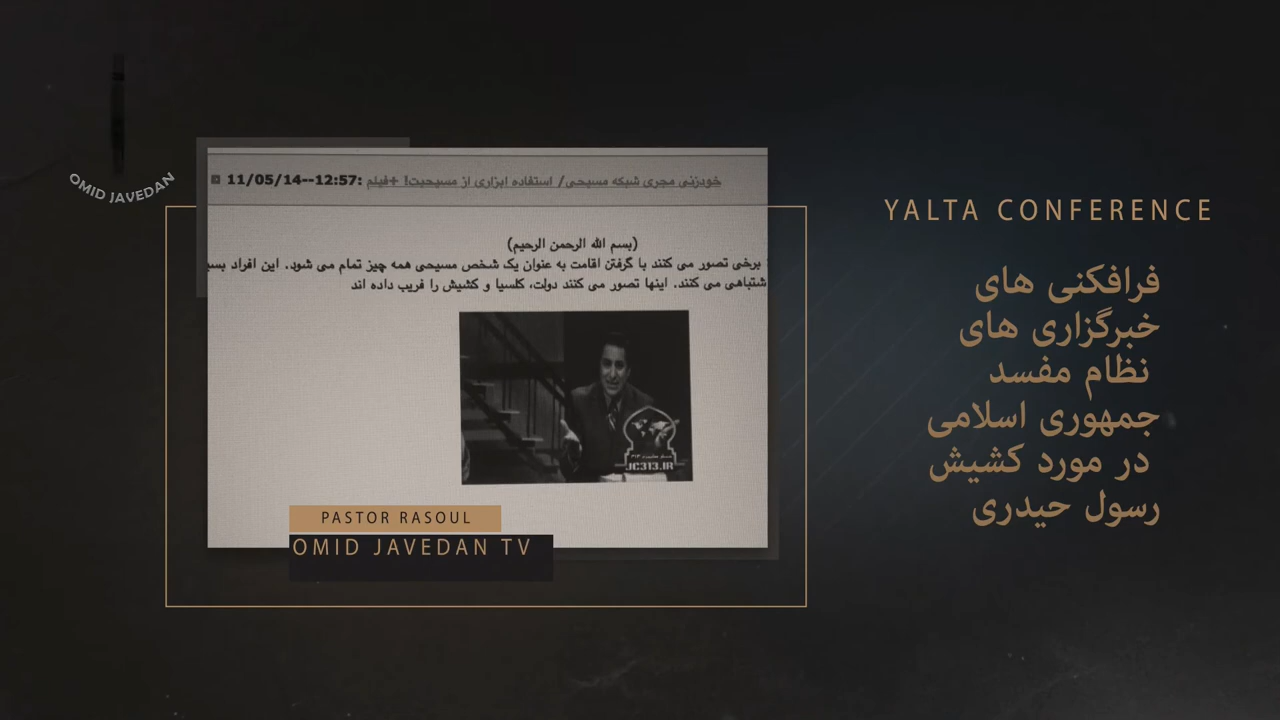 OMID JAVEDAN
11/05/14--12:57: خودزنی مجری شبکه مسیحی/ استفاده ابزاری از مسیحیت! +فیلم
(بسم الله الرحمن الرحیم)
برخی تصور می کنند با گرفتن اقامت به عنوان یک شخص مسیحی همه چیز تمام می شود. این افراد
می کنند. اینها تصور می کنند دولت، کلسیا و کشیش را فریب داده اند
JC313.IR
PASTOR RASOUL
OMID JAVEDAN TV
YALTA CONFERENCE
فرافکنی های
خبرگزاری های
نظام مفسد
جمهوری اسلامی
در مورد کشیش
رسول حیدری